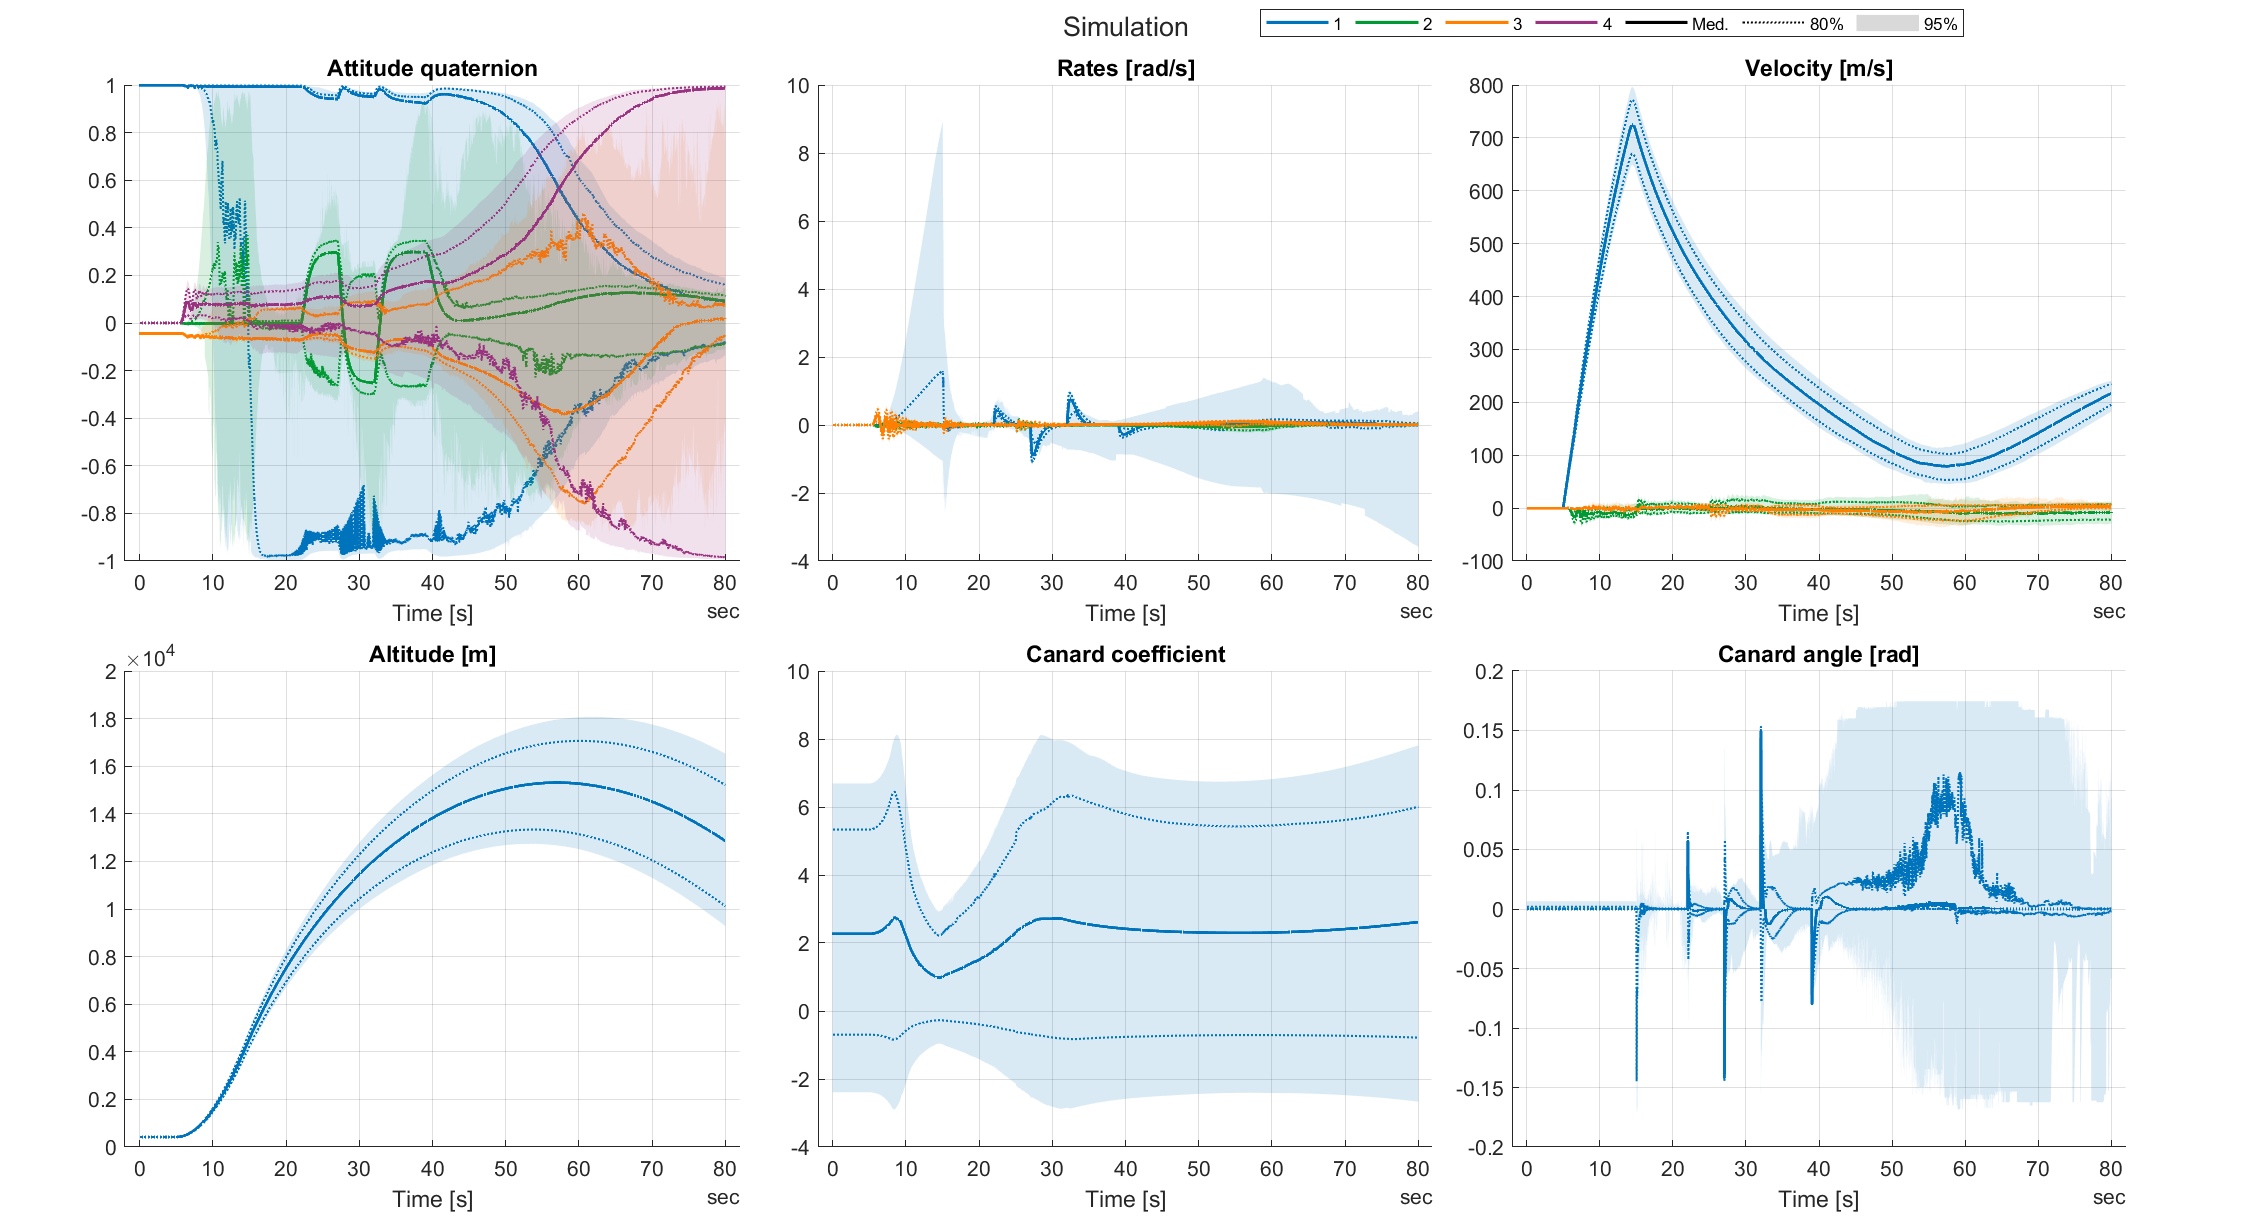 Simulation
1 2 3 4 Med. 80% 95%
Attitude quaternion
1
0.8
0.6
0.4
0.2
0
-0.2
-0.4
-0.6
-0.8
-1
0 10 20 30 40 50 60 70 80
Time [s]
sec
Rates [rad/s]
10
8
6
4
2
0
-2
-4
0 10 20 30 40 50 60 70 80
Time [s]
sec
Velocity [m/s]
800
700
600
500
400
300
200
100
0
-100
0 10 20 30 40 50 60 70 80
Time [s]
sec
Altitude [m]
×10⁴
2
1.8
1.6
1.4
1.2
1
0.8
0.6
0.4
0.2
0
0 10 20 30 40 50 60 70 80
Time [s]
sec
Canard coefficient
10
8
6
4
2
0
-2
-4
0 10 20 30 40 50 60 70 80
Time [s]
sec
Canard angle [rad]
0.2
0.15
0.1
0.05
0
-0.05
-0.1
-0.15
-0.2
0 10 20 30 40 50 60 70 80
Time [s]
sec